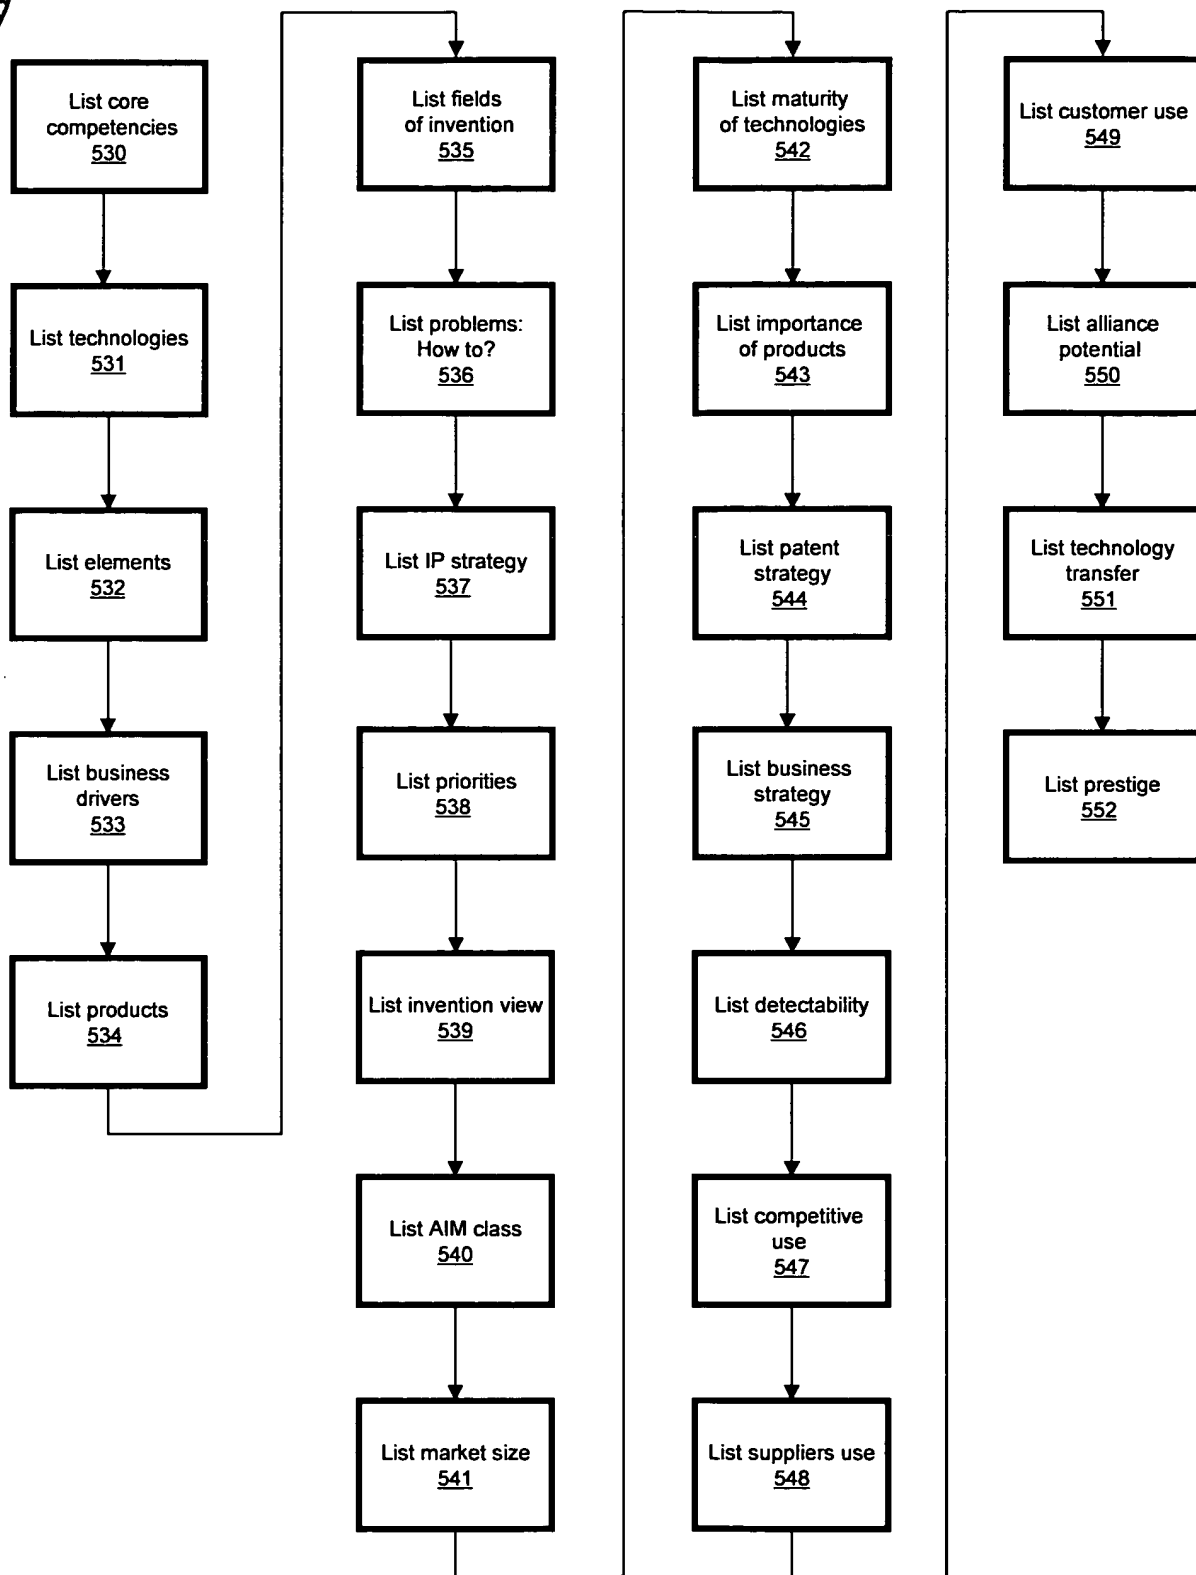 List core
competencies
530
List technologies
531
List elements
532
List business
drivers
533
List products
534
List fields
of invention
535
List problems:
How to?
536
List IP strategy
537
List priorities
538
List invention view
539
List AIM class
540
List market size
541
List maturity
of technologies
542
List importance
of products
543
List patent
strategy
544
List business
strategy
545
List detectability
546
List competitive
use
547
List suppliers use
548
List customer use
549
List alliance
potential
550
List technology
transfer
551
List prestige
552